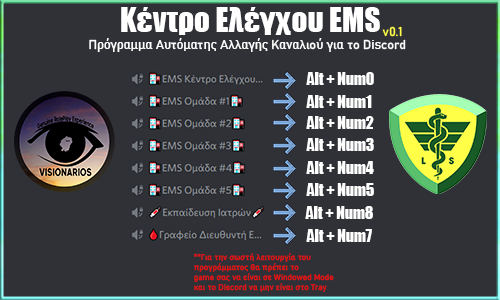 Κέντρο Ελέγχου EMS v0.1
Πρόγραμμα Αυτόματης Αλλαγής Καναλιού για το Discord
EMS Κέντρο Ελέγχου... Alt + Num0
EMS Ομάδα #1 Alt + Num1
EMS Ομάδα #2 Alt + Num2
EMS Ομάδα #3 Alt + Num3
EMS Ομάδα #4 Alt + Num4
EMS Ομάδα #5 Alt + Num5
Εκπαίδευση Ιατρών Alt + Num8
Γραφείο Διευθυντή Ε... Alt + Num7
Genuine Roleplay Experience
VISIONARIOS
L S
**Για την σωστή λειτουργία του
προγράμματος θα πρέπει το
game σας να είναι σε Windowed Mode
και το Discord να μην είναι στο Tray